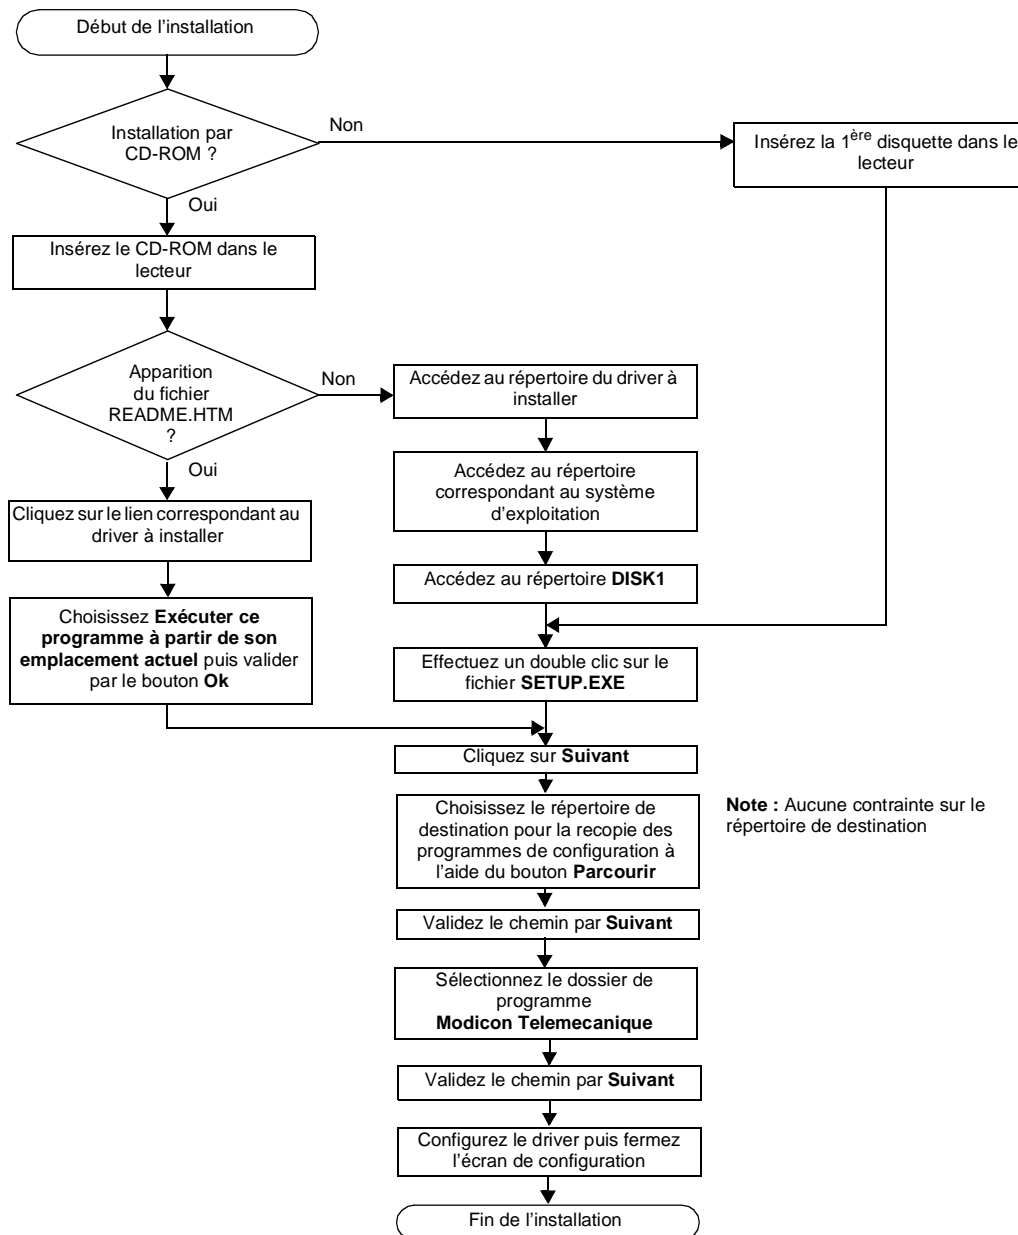 Début de l'installation
Installation par
CD-ROM ?
Non
Insérez la 1ère disquette dans le
lecteur
Oui
Insérez le CD-ROM dans le
lecteur
Apparition
du fichier
README.HTM
?
Non
Accédez au répertoire du driver à
installer
Oui
Accédez au répertoire
correspondant au système
d'exploitation
Cliquez sur le lien correspondant au
driver à installer
Accédez au répertoire DISK1
Choisissez Exécuter ce
programme à partir de son
emplacement actuel puis valider
par le bouton Ok
Effectuez un double clic sur le
fichier SETUP.EXE
Cliquez sur Suivant
Choisissez le répertoire de
destination pour la recopie des
programmes de configuration à
l'aide du bouton Parcourir
Note : Aucune contrainte sur le
répertoire de destination
Validez le chemin par Suivant
Sélectionnez le dossier de
programme
Modicon Telemecanique
Validez le chemin par Suivant
Configurez le driver puis fermez
l'écran de configuration
Fin de l'installation